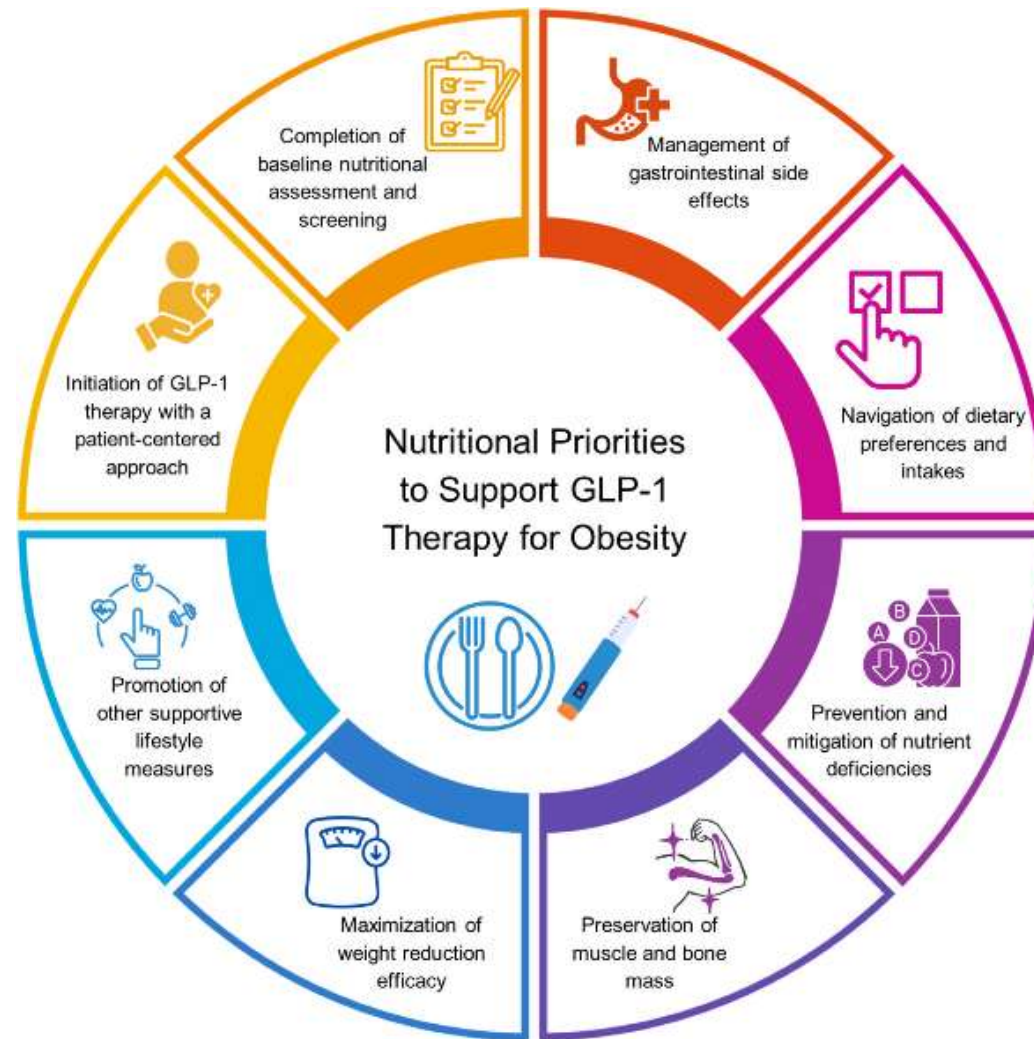 Completion of
baseline nutritional
assessment and
screening
Management of
gastrointestinal side
effects
Navigation of dietary
preferences and
intakes
A
B
D
C
Prevention and
mitigation of nutrient
deficiencies
Preservation of
muscle and bone
mass
Maximization of
weight reduction
efficacy
Promotion of
other supportive
lifestyle
measures
Initiation of GLP-1
therapy with a
patient-centered
approach
Nutritional Priorities
to Support GLP-1
Therapy for Obesity